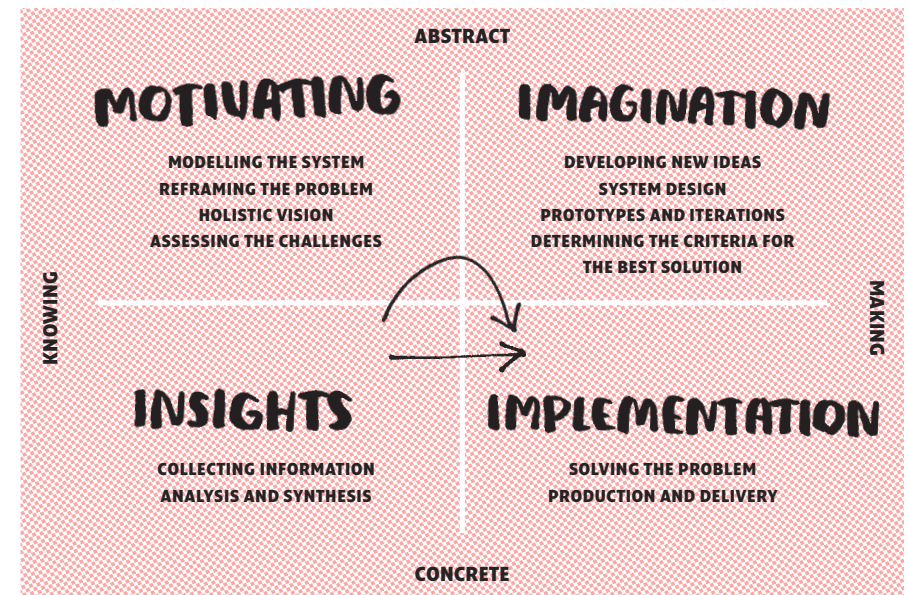 ABSTRACT
MOTIVATING
MODELLING THE SYSTEM
REFRAMING THE PROBLEM
HOLISTIC VISION
ASSESSING THE CHALLENGES
IMAGINATION
DEVELOPING NEW IDEAS
SYSTEM DESIGN
PROTOTYPES AND ITERATIONS
DETERMINING THE CRITERIA FOR
THE BEST SOLUTION
KNOWING
MAKING
INSIGHTS
COLLECTING INFORMATION
ANALYSIS AND SYNTHESIS
IMPLEMENTATION
SOLVING THE PROBLEM
PRODUCTION AND DELIVERY
CONCRETE